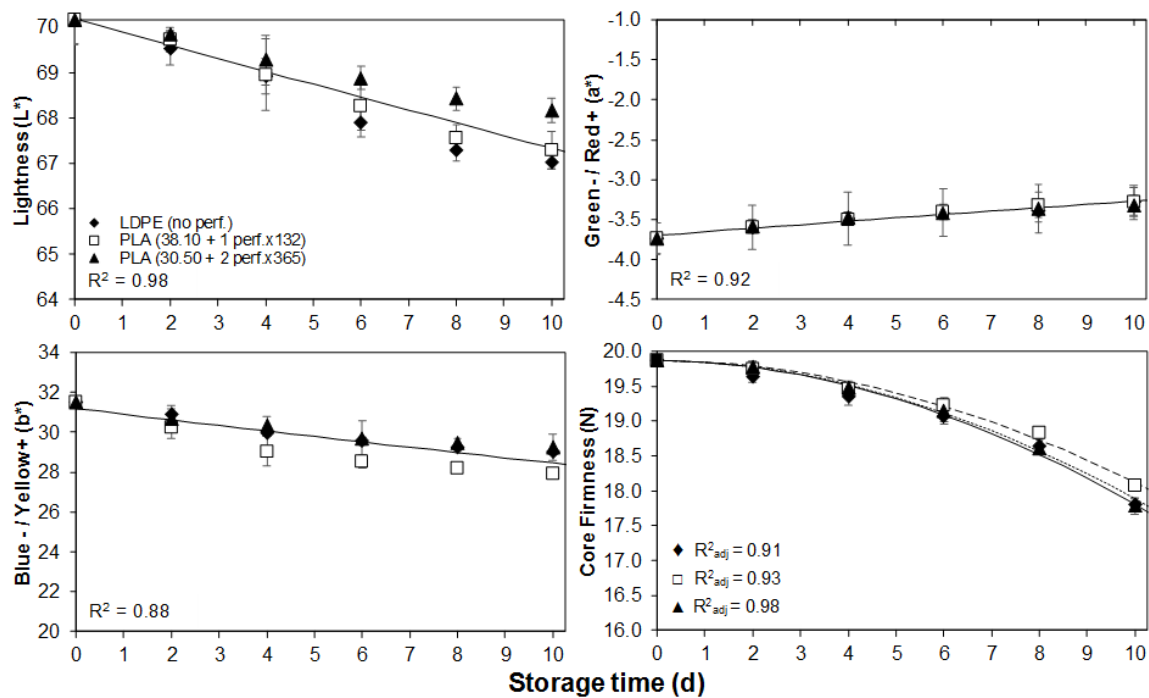 Lightness (L*)
70
69
68
67
66
65
64
◆ LDPE (no perf.)
□ PLA (38.10 + 1 perf.x132)
▲ PLA (30.50 + 2 perf.x365)
R² = 0.98
0 1 2 3 4 5 6 7 8 9 10
Green - / Red+ (a*)
-1.0
-1.5
-2.0
-2.5
-3.0
-3.5
-4.0
-4.5
R² = 0.92
0 1 2 3 4 5 6 7 8 9 10
Blue - / Yellow+ (b*)
34
32
30
28
26
24
22
20
R² = 0.88
0 1 2 3 4 5 6 7 8 9 10
Core Firmness (N)
20.0
19.5
19.0
18.5
18.0
17.5
17.0
16.5
16.0
◆ R²adj = 0.91
□ R²adj = 0.93
▲ R²adj = 0.98
0 1 2 3 4 5 6 7 8 9 10
Storage time (d)